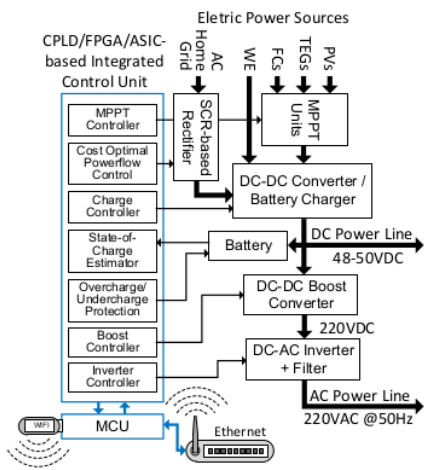 Eletric Power Sources
CPLD/FPGA/ASIC-
based Integrated
Control Unit
AC
Home
Grid
WE
FCs
TEGs
PVs
MPPT
Controller
SCR-based
Rectifier
MPPT
Units
Cost Optimal
Powerflow
Control
DC-DC Converter /
Battery Charger
Charge
Controller
State-of-
Charge
Estimator
Battery
DC Power Line
48-50VDC
Overcharge/
Undercharge
Protection
DC-DC Boost
Converter
Boost
Controller
220VDC
DC-AC Inverter
+ Filter
Inverter
Controller
AC Power Line
220VAC @50Hz
WIFI
MCU
Ethernet